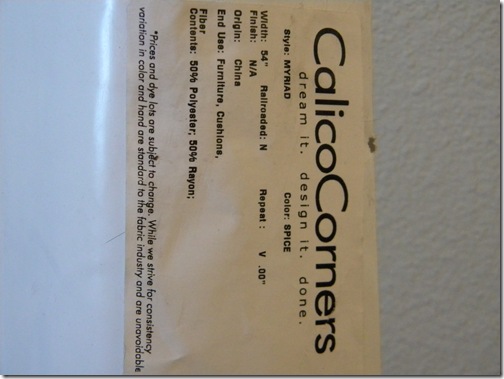 CalicoCorners
dream it. design it. done.
Style: MYRIAD Color: SPICE
Width: 54" Railroaded: N Repeat : V .00"
Finish: N/A
Origin: China
End Use: Furniture, Cushions,
Fiber
Contents: 50% Polyester; 50% Rayon;
*Prices and dye lots are subject to change. While we strive for consistency
variation in color and hand are standard to the fabric industry and are unavoidable